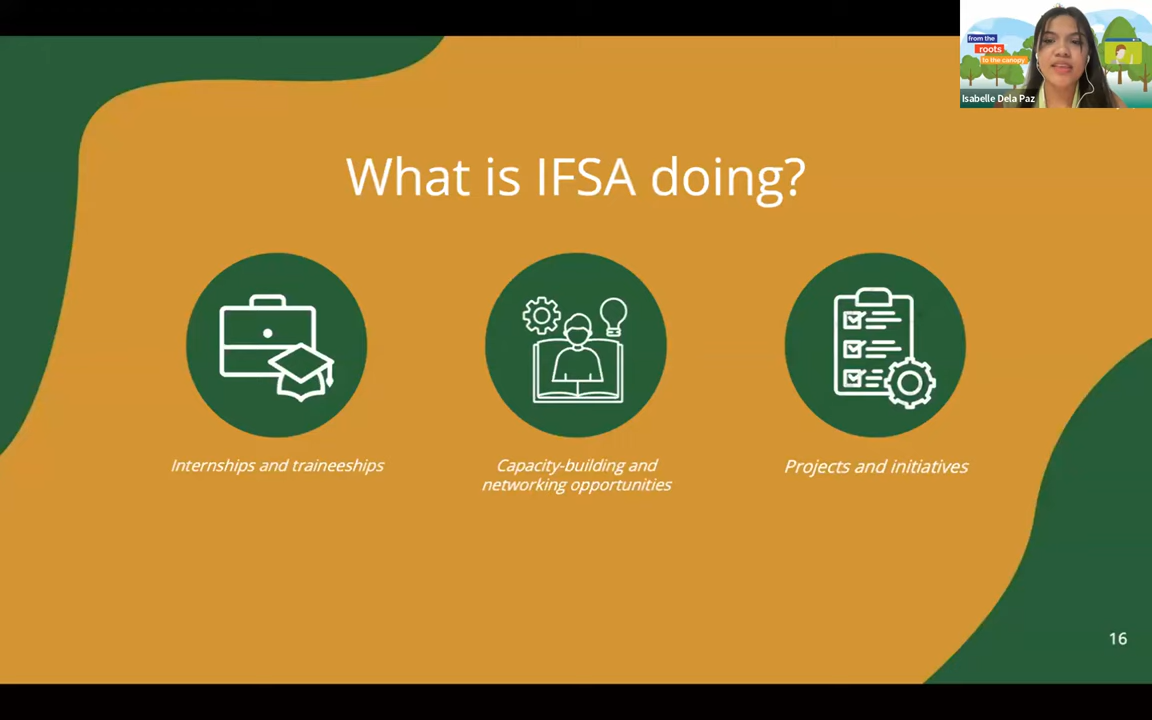 from the
roots
to the canopy
Isabelle Dela Paz
What is IFSA doing?
Internships and traineeships
Capacity-building and
networking opportunities
Projects and initiatives
16